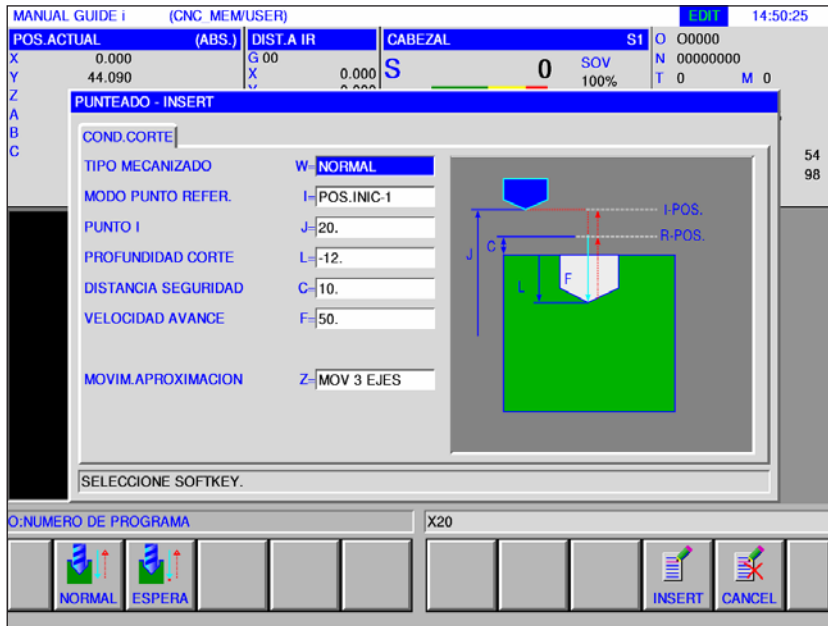 MANUAL GUIDE i (CNC_MEM/USER) EDIT 14:50:25
POS.ACTUAL (ABS.) DIST.A IR CABEZAL S1 O O0000
X 0.000 G 00 S 0 SOV 100% N 00000000
Y 44.090 X 0.000 T 0 M 0
Z
A
B
C
54
98
PUNTEADO - INSERT
COND.CORTE
TIPO MECANIZADO W=NORMAL
MODO PUNTO REFER. I=POS.INIC-1
PUNTO I J=20.
PROFUNDIDAD CORTE L=-12.
DISTANCIA SEGURIDAD C=10.
VELOCIDAD AVANCE F=50.
MOVIM.APROXIMACION Z=MOV 3 EJES
I-POS.
R-POS.
J
C
L
F
SELECCIONE SOFTKEY.
O:NUMERO DE PROGRAMA X20
NORMAL ESPERA INSERT CANCEL